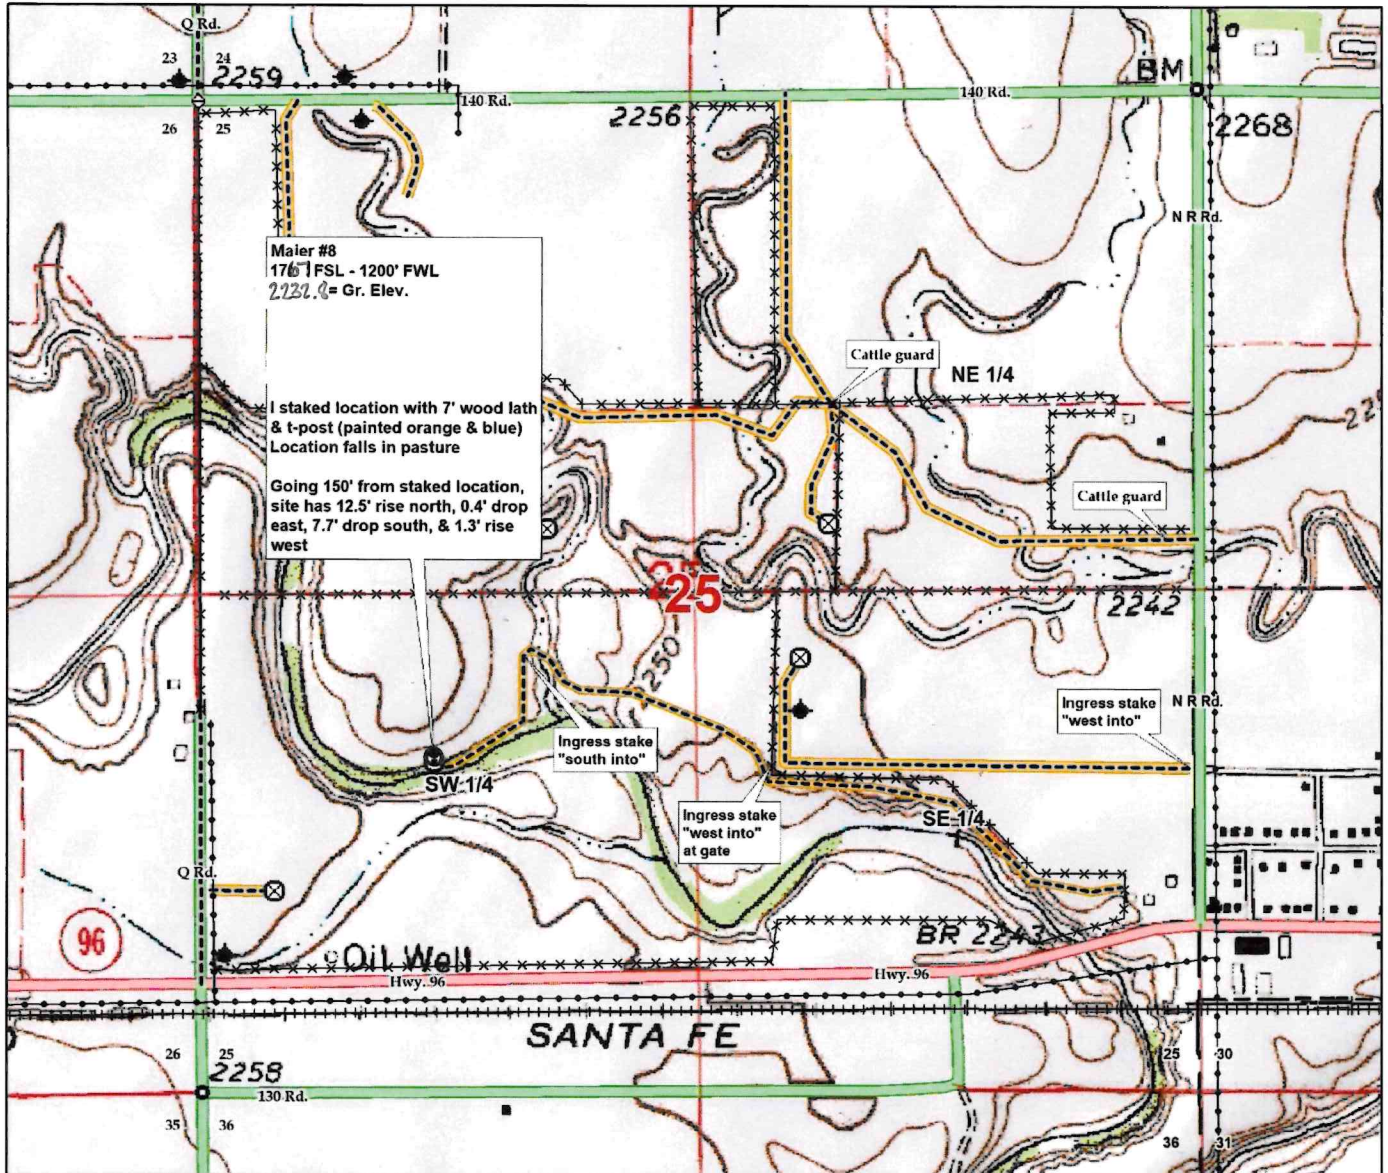 Q Rd.
23 24
2259
140 Rd.
140 Rd.
BM
26 25
2256
2268
N R Rd.
Maier #8
1767 FSL - 1200' FWL
2232.8= Gr. Elev.
Cattle guard
NE 1/4
I staked location with 7' wood lath
& t-post (painted orange & blue)
Location falls in pasture
Going 150' from staked location,
site has 12.5' rise north, 0.4' drop
east, 7.7' drop south, & 1.3' rise
west
Cattle guard
25
2242
250
Ingress stake
"west into"
N R Rd.
Ingress stake
"south into"
SW 1/4
Ingress stake
"west into"
at gate
SE 1/4
Q Rd.
96
BR 2243
Oil Well
Hwy. 96
Hwy. 96
SANTA FE
26 25
25 30
2258
130 Rd.
35 36
36 31